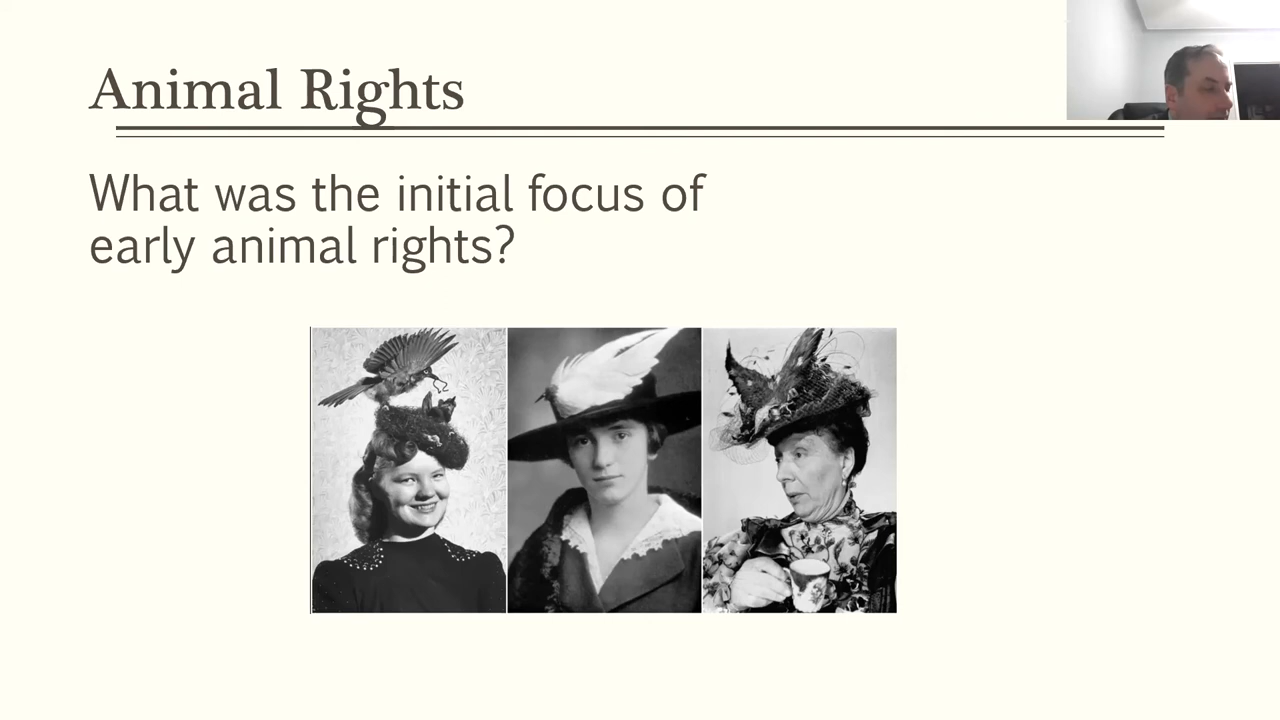 Animal Rights
What was the initial focus of
early animal rights?